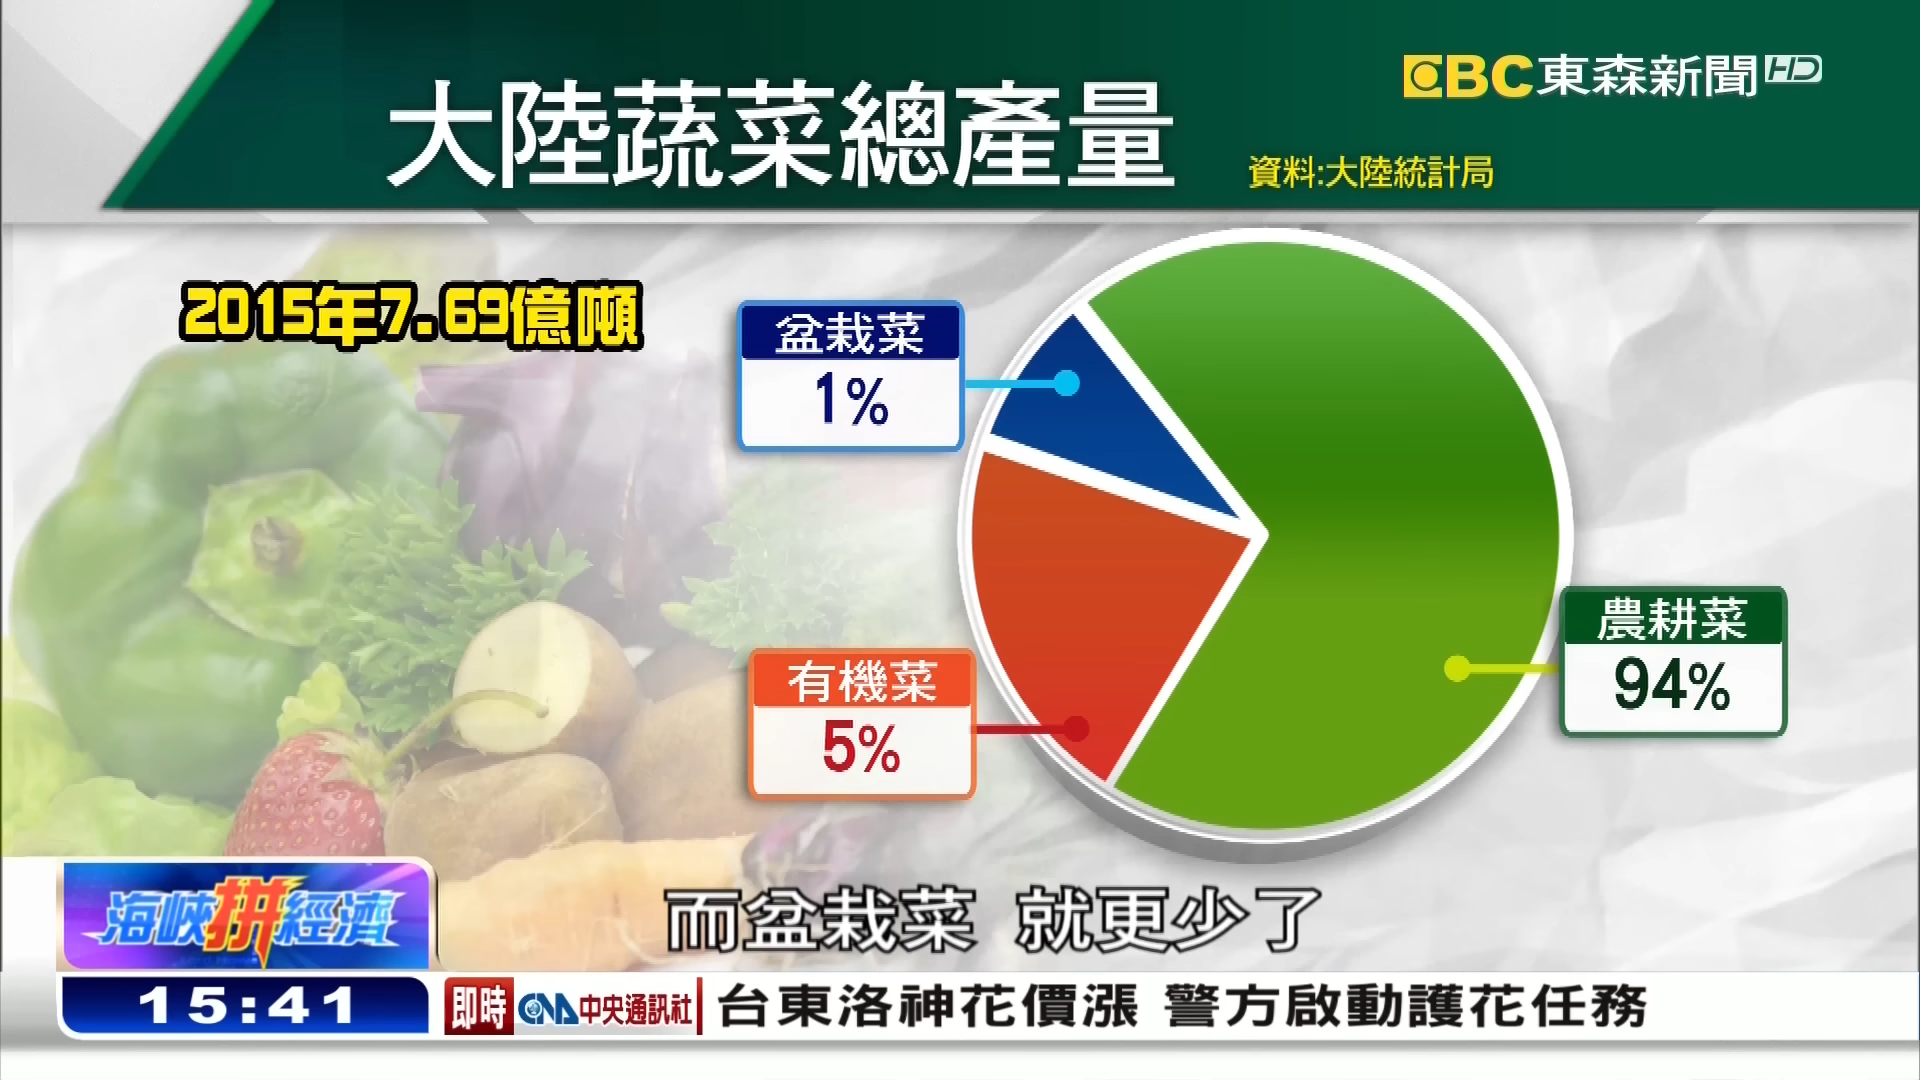 EBC東森新聞HD
大陸蔬菜總產量
資料:大陸統計局
2015年7.69億噸
盆栽菜
1%
農耕菜
94%
有機菜
5%
而盆栽菜 就更少了
海峽拼經濟
15:41
即時 CNA中央通訊社 台東洛神花價漲 警方啟動護花任務